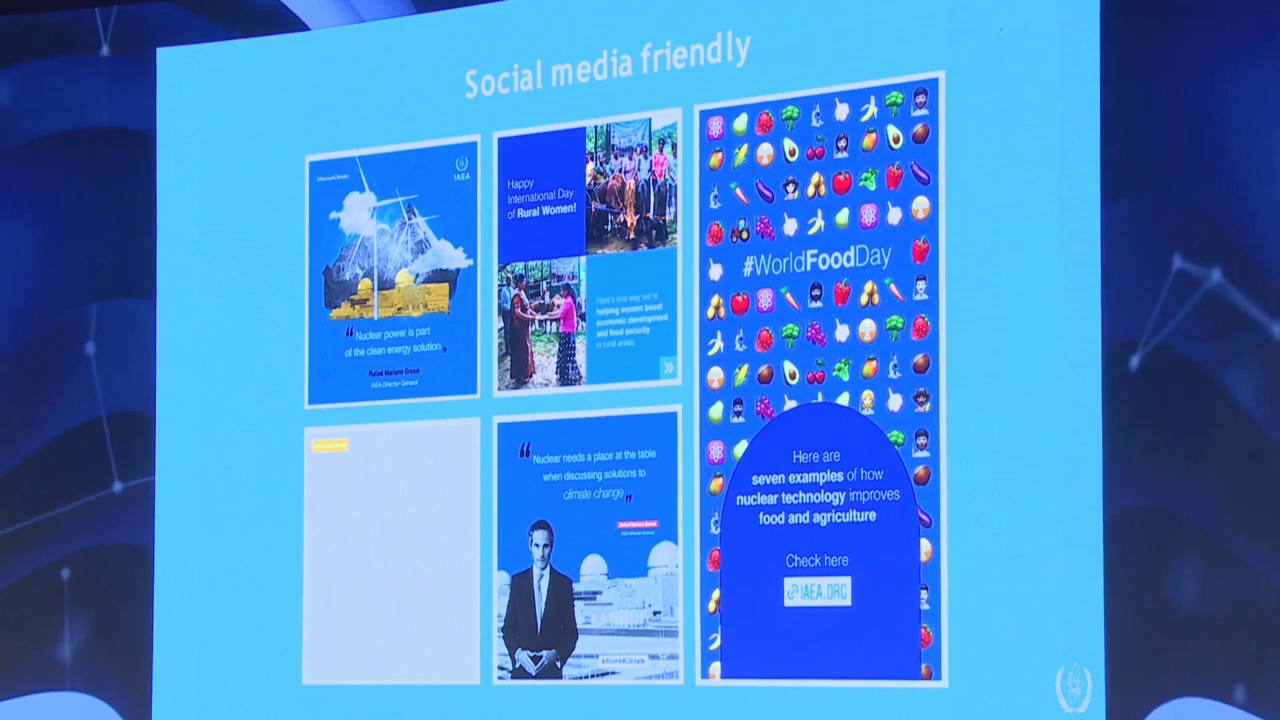 Social media friendly
#Atoms4Climate
IAEA
“Nuclear power is part
of the clean energy solution”
Rafael Mariano Grossi
IAEA Director General
Happy
International Day
of Rural Women!
Here's one way we're
helping women boost
economic development
and food security
in rural areas.
“Nuclear needs a place at the table
when discussing solutions to
climate change”
Rafael Mariano Grossi
IAEA Director General
#Atoms4Climate
#WorldFoodDay
Here are
seven examples of how
nuclear technology improves
food and agriculture
Check here
IAEA.ORG